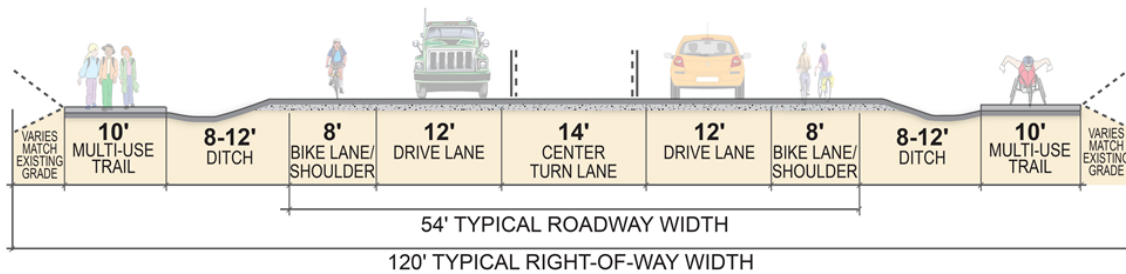 VARIES
MATCH
EXISTING
GRADE
10'
MULTI-USE
TRAIL
8-12'
DITCH
8'
BIKE LANE/
SHOULDER
12'
DRIVE LANE
14'
CENTER
TURN LANE
12'
DRIVE LANE
8'
BIKE LANE/
SHOULDER
8-12'
DITCH
10'
MULTI-USE
TRAIL
VARIES
MATCH
EXISTING
GRADE
54' TYPICAL ROADWAY WIDTH
120' TYPICAL RIGHT-OF-WAY WIDTH